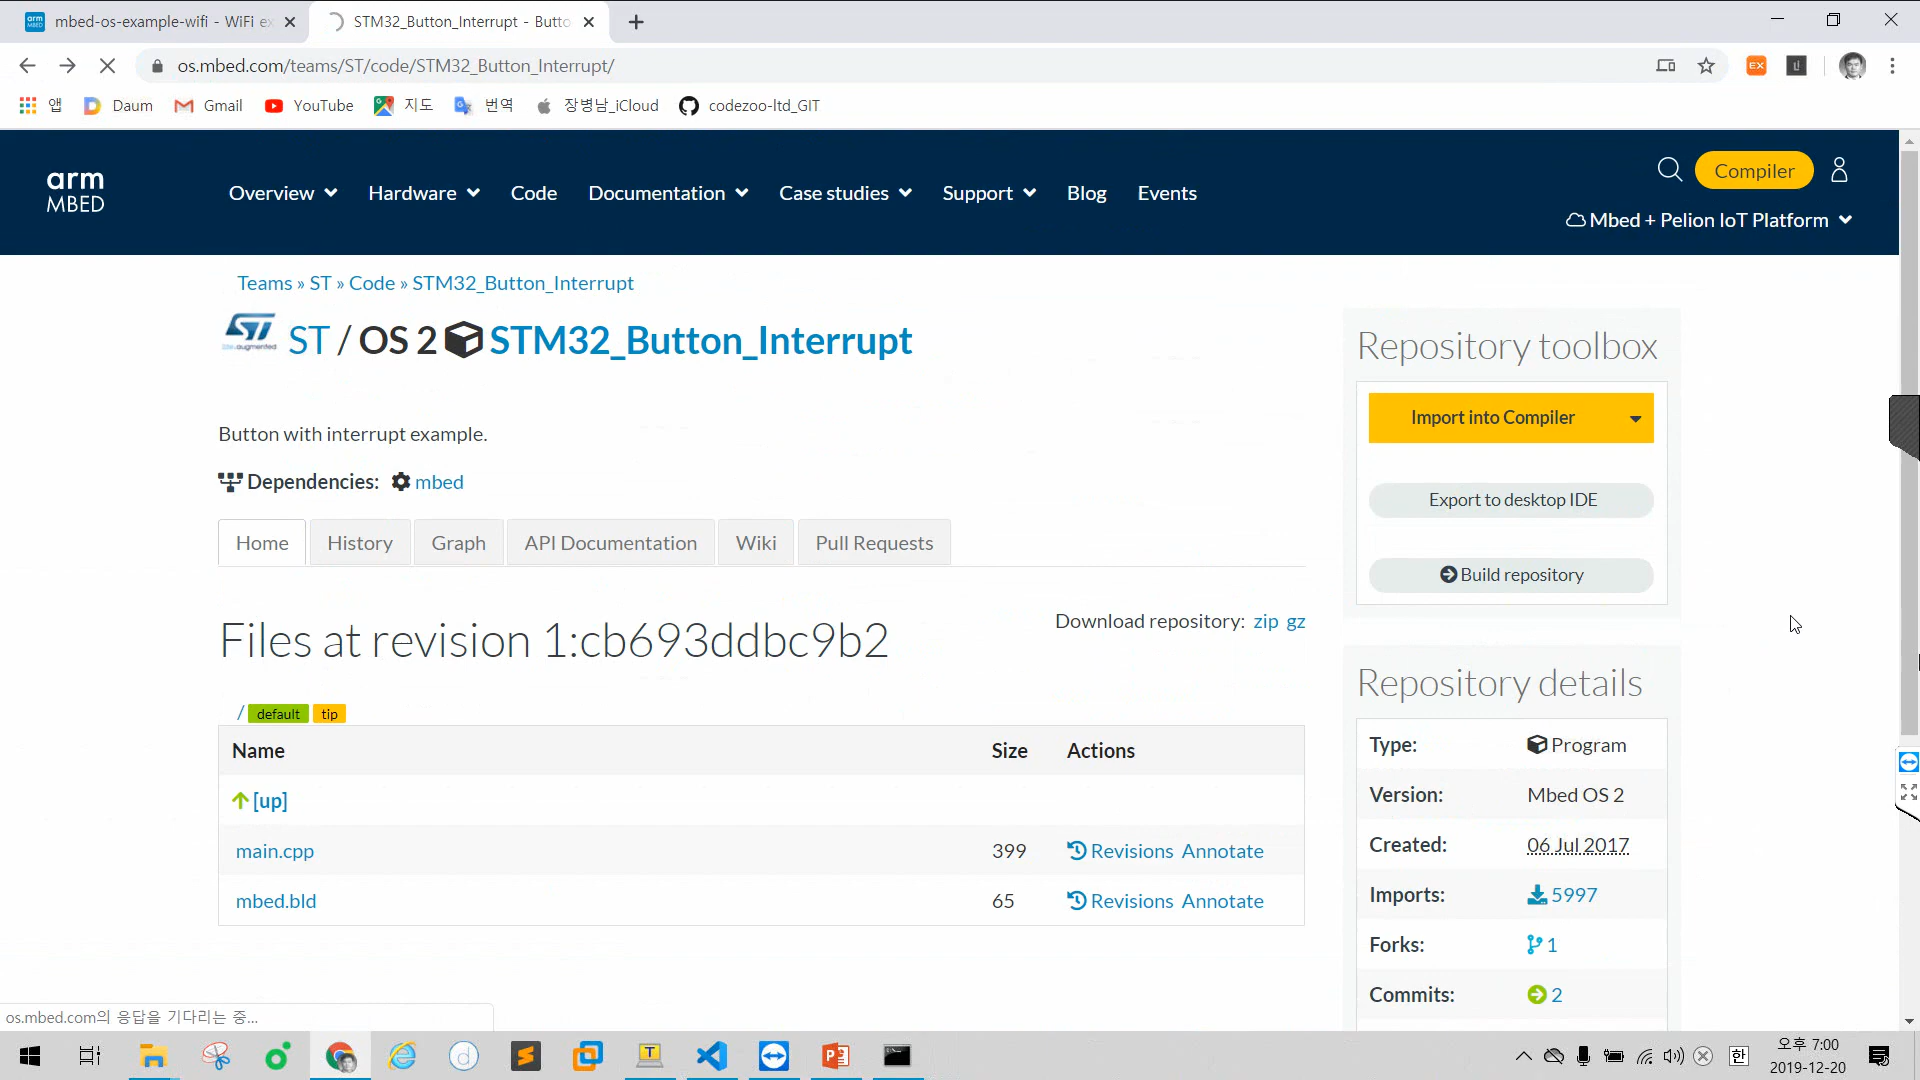 mbed-os-example-wifi - WiFi ex
STM32_Button_Interrupt - Butto
os.mbed.com/teams/ST/code/STM32_Button_Interrupt/
앱 Daum Gmail YouTube 지도 번역 장병남_iCloud codezoo-ltd_GIT
arm
MBED
Overview Hardware Code Documentation Case studies Support Blog Events
Compiler
Mbed + Pelion IoT Platform
Teams » ST » Code » STM32_Button_Interrupt
ST / OS 2 STM32_Button_Interrupt
Button with interrupt example.
Dependencies: mbed
Home History Graph API Documentation Wiki Pull Requests
Files at revision 1:cb693ddbc9b2
Download repository: zip gz
/ default tip
Name Size Actions
[up]
main.cpp 399 Revisions Annotate
mbed.bld 65 Revisions Annotate
Repository toolbox
Import into Compiler
Export to desktop IDE
Build repository
Repository details
Type: Program
Version: Mbed OS 2
Created: 06 Jul 2017
Imports: 5997
Forks: 1
Commits: 2
os.mbed.com의 응답을 기다리는 중...
한
오후 7:00
2019-12-20